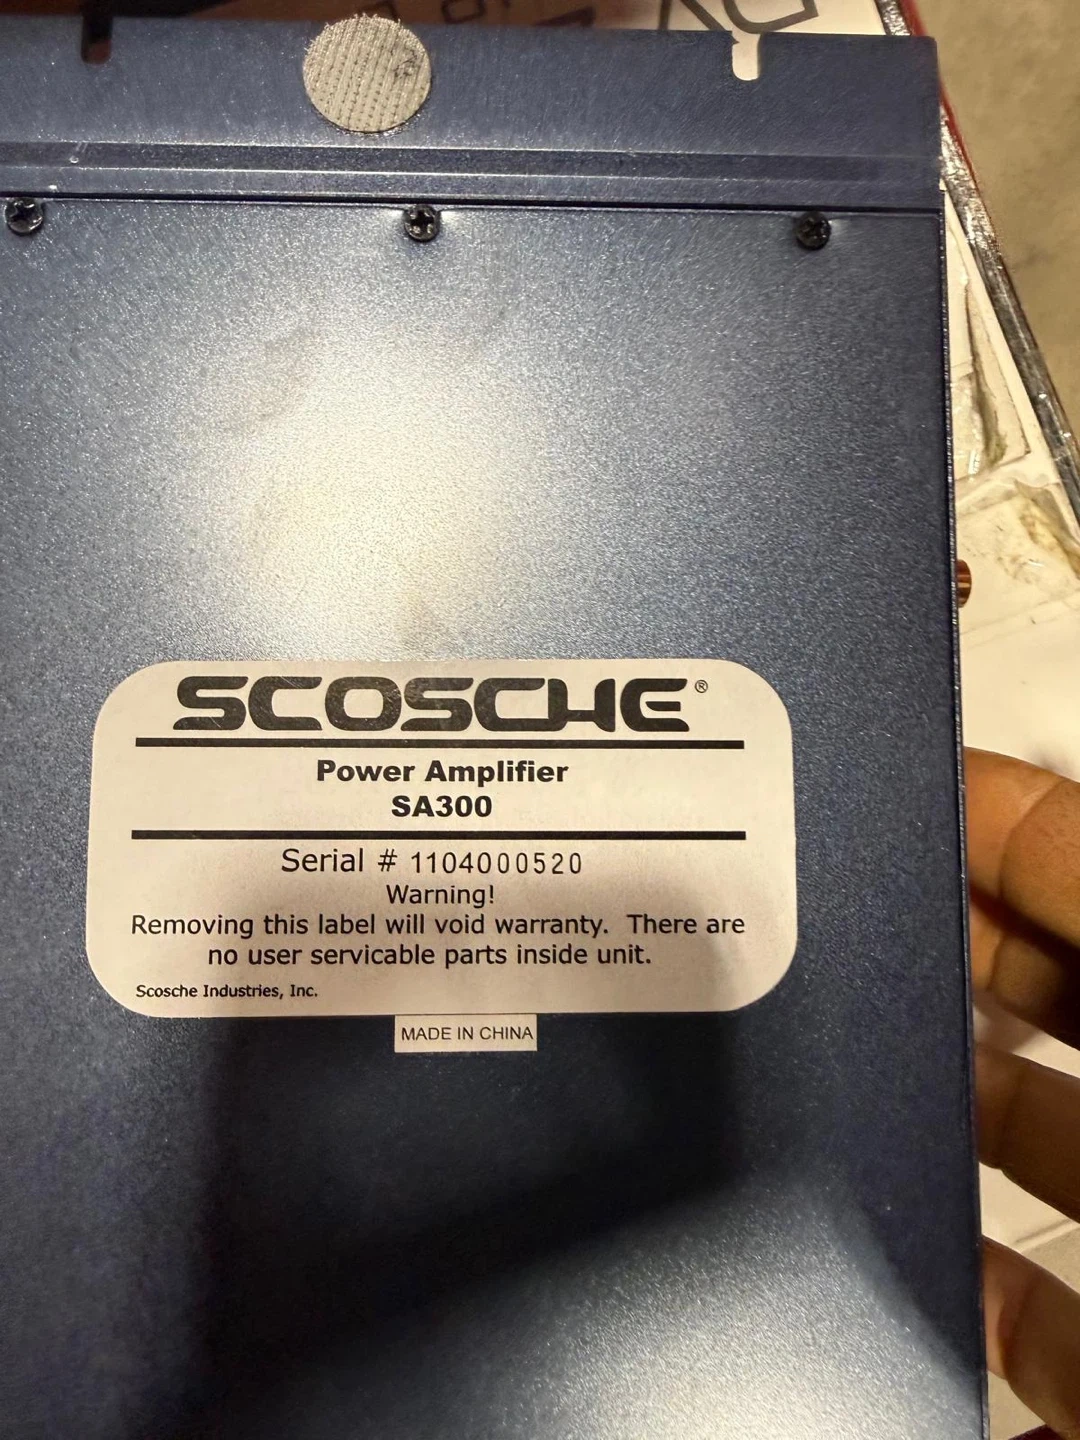 SCOSCHE®
Power Amplifier
SA300
Serial # 1104000520
Warning!
Removing this label will void warranty. There are
no user servicable parts inside unit.
Scosche Industries, Inc.
MADE IN CHINA